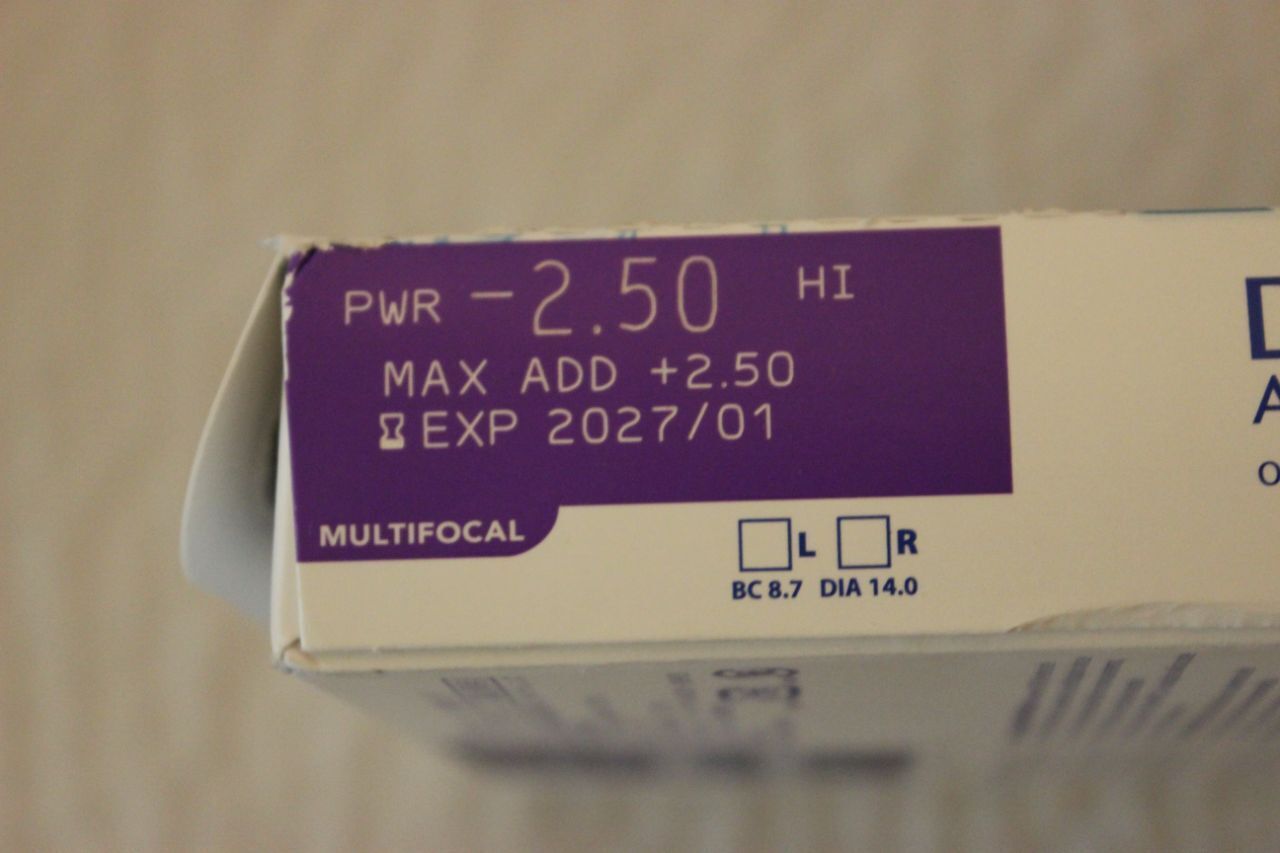 PWR -2.50 HI
MAX ADD +2.50
EXP 2027/01
MULTIFOCAL
L R
BC 8.7 DIA 14.0